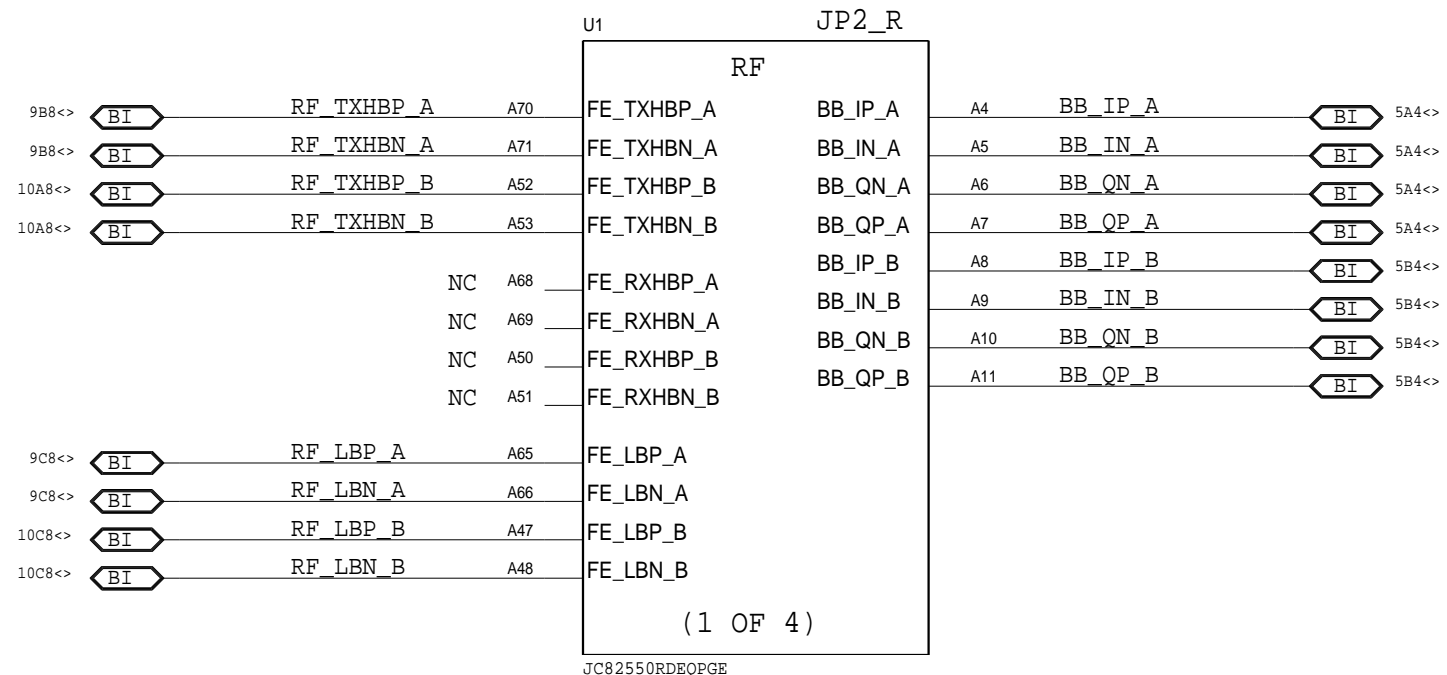 U1 JP2_R
RF
9B8<> BI RF_TXHBP_A A70 FE_TXHBP_A BB_IP_A A4 BB_IP_A BI 5A4<>
9B8<> BI RF_TXHBN_A A71 FE_TXHBN_A BB_IN_A A5 BB_IN_A BI 5A4<>
10A8<> BI RF_TXHBP_B A52 FE_TXHBP_B BB_QN_A A6 BB_QN_A BI 5A4<>
10A8<> BI RF_TXHBN_B A53 FE_TXHBN_B BB_QP_A A7 BB_QP_A BI 5A4<>
BB_IP_B A8 BB_IP_B BI 5B4<>
NC A68 FE_RXHBP_A
BB_IN_B A9 BB_IN_B BI 5B4<>
NC A69 FE_RXHBN_A
BB_QN_B A10 BB_QN_B BI 5B4<>
NC A50 FE_RXHBP_B
BB_QP_B A11 BB_QP_B BI 5B4<>
NC A51 FE_RXHBN_B
9C8<> BI RF_LBP_A A65 FE_LBP_A
9C8<> BI RF_LBN_A A66 FE_LBN_A
10C8<> BI RF_LBP_B A47 FE_LBP_B
10C8<> BI RF_LBN_B A48 FE_LBN_B
(1 OF 4)
JC82550RDEOPGE